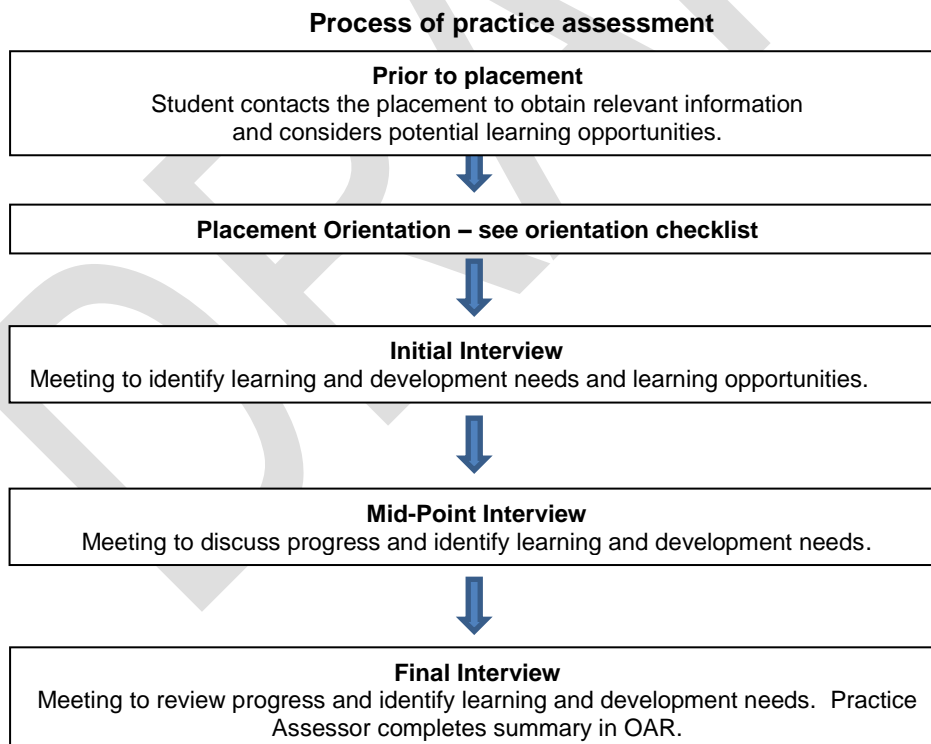 Process of practice assessment
Prior to placement
Student contacts the placement to obtain relevant information
and considers potential learning opportunities.
Placement Orientation – see orientation checklist
Initial Interview
Meeting to identify learning and development needs and learning opportunities.
Mid-Point Interview
Meeting to discuss progress and identify learning and development needs.
Final Interview
Meeting to review progress and identify learning and development needs.  Practice
Assessor completes summary in OAR.